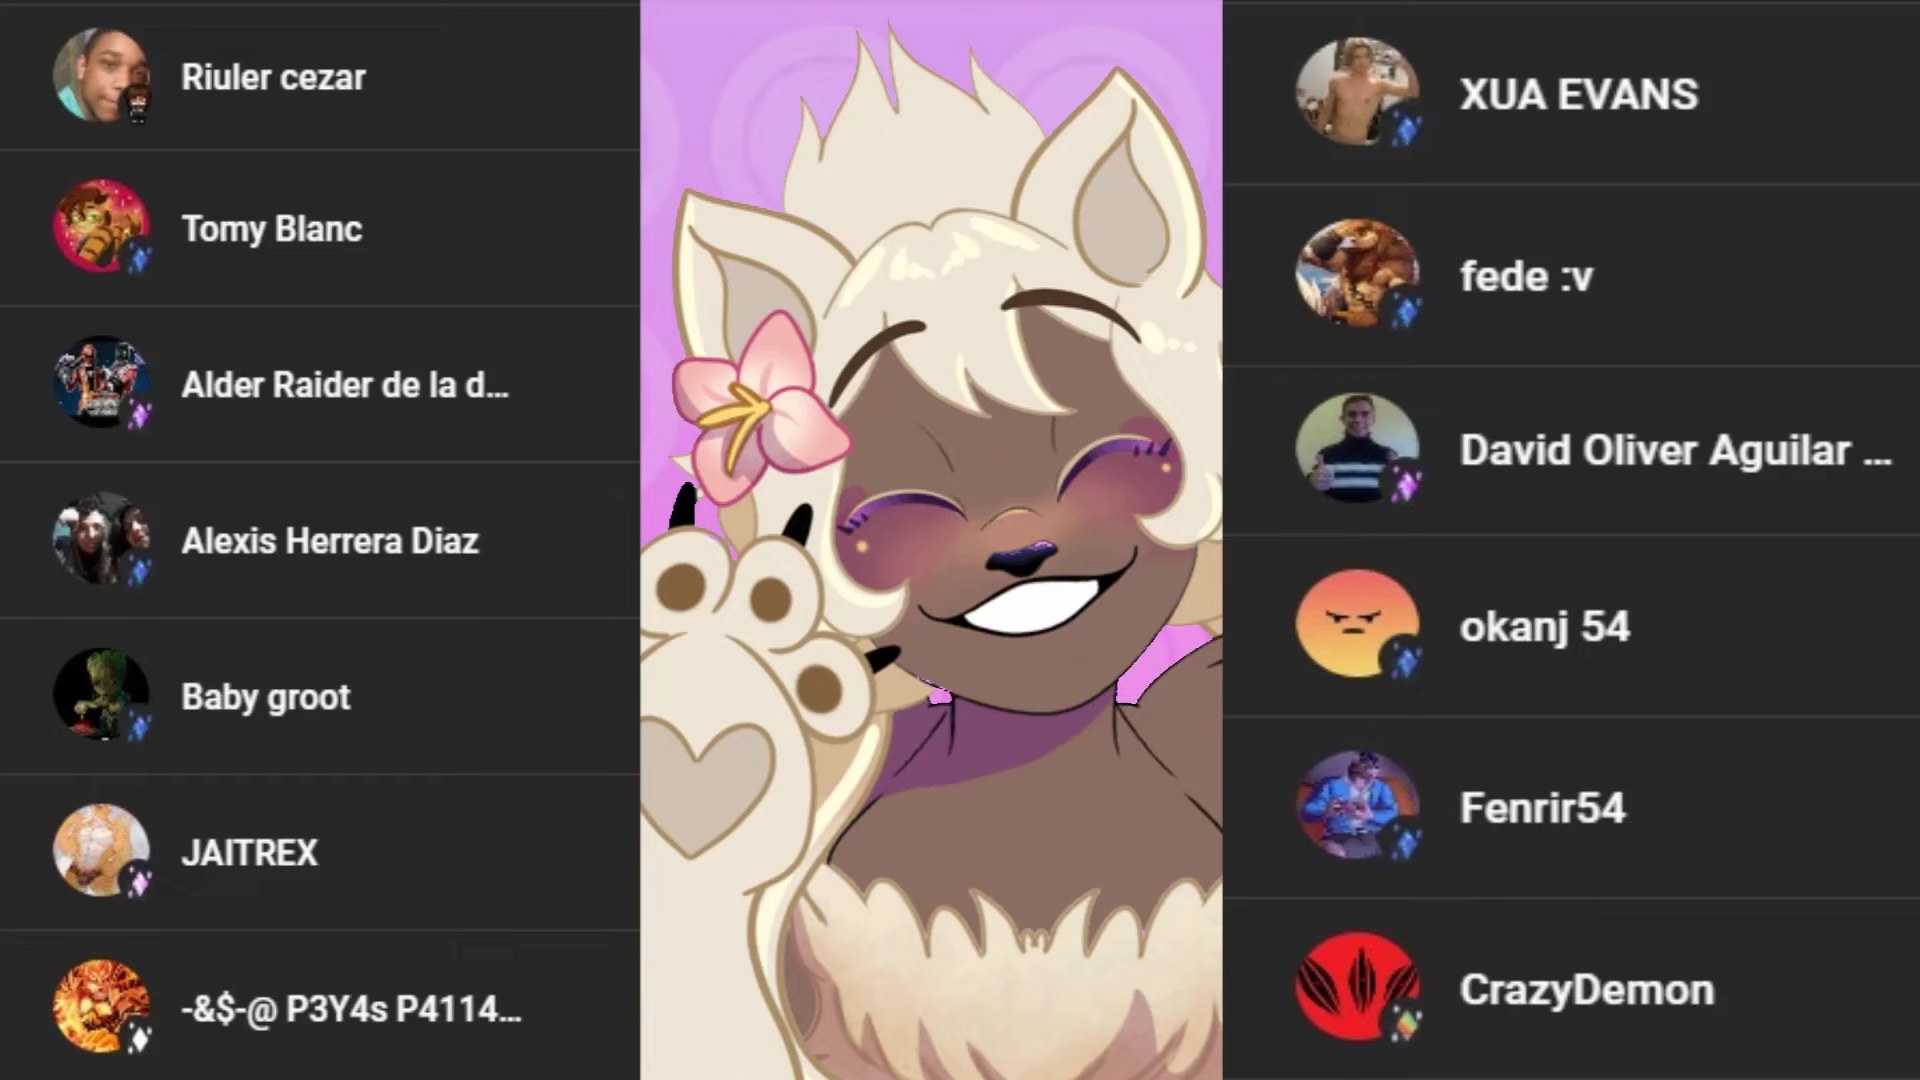 Riuler cezar
Tomy Blanc
Alder Raider de la d...
Alexis Herrera Diaz
Baby groot
JAITREX
-&$-@ P3Y4s P4114...
XUA EVANS
fede :v
David Oliver Aguilar ...
okanj 54
Fenrir54
CrazyDemon